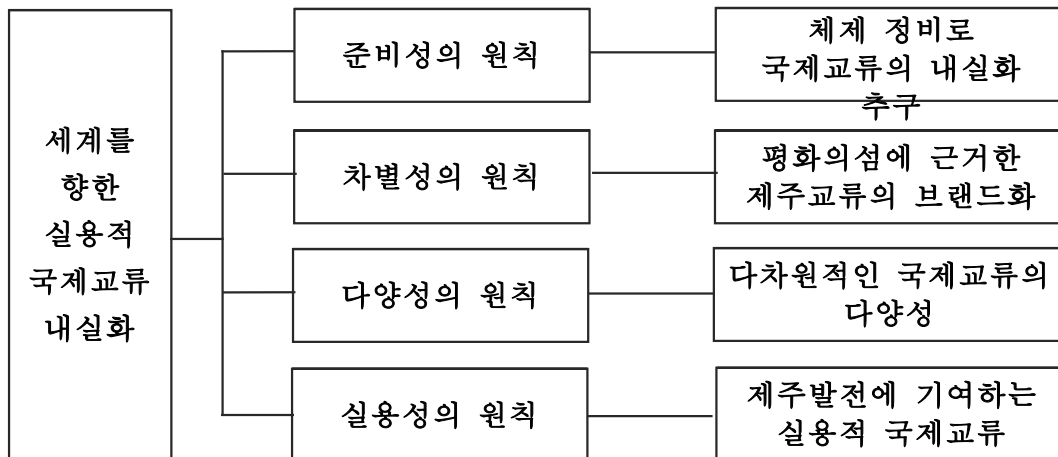 세계를
향한
실용적
국제교류
내실화
준비성의 원칙
체제 정비로
국제교류의 내실화
추구
차별성의 원칙
평화의섬에 근거한
제주교류의 브랜드화
다양성의 원칙
다차원적인 국제교류의
다양성
실용성의 원칙
제주발전에 기여하는
실용적 국제교류